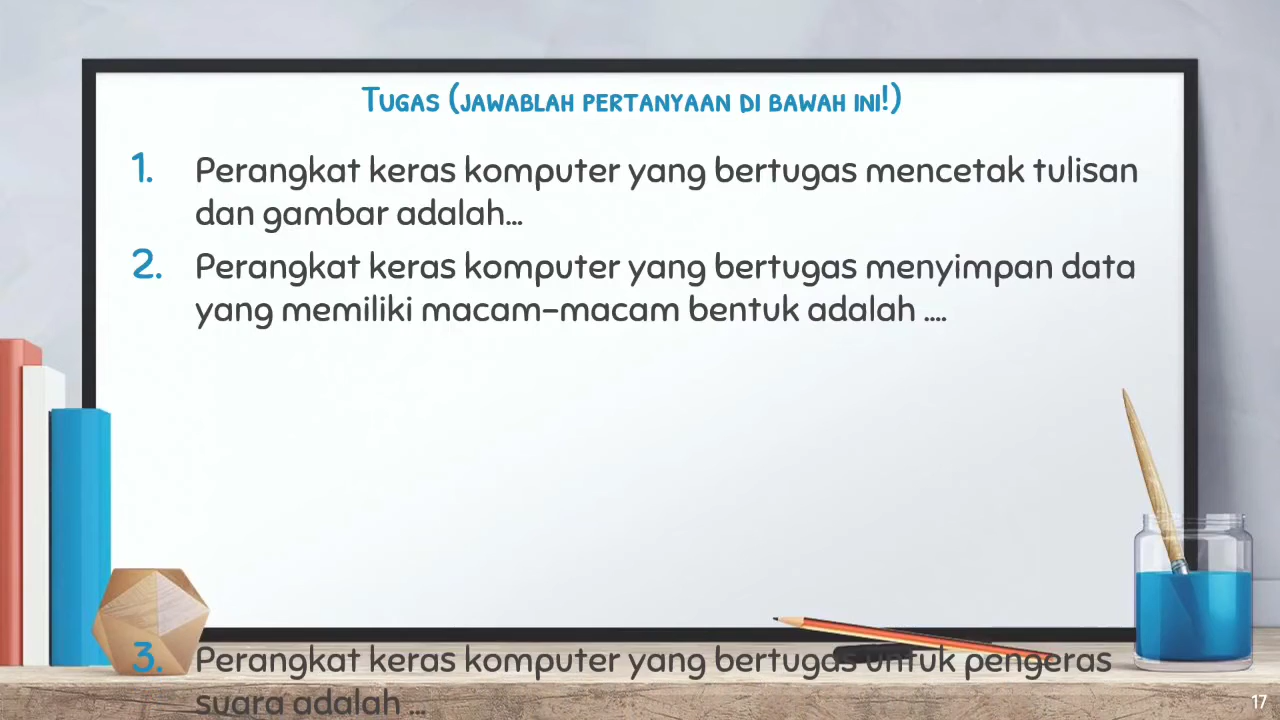 Tugas (jawablah pertanyaan di bawah ini!)
1. Perangkat keras komputer yang bertugas mencetak tulisan
dan gambar adalah...
2. Perangkat keras komputer yang bertugas menyimpan data
yang memiliki macam-macam bentuk adalah ....
3. Perangkat keras komputer yang bertugas untuk pengeras
suara adalah ...
17